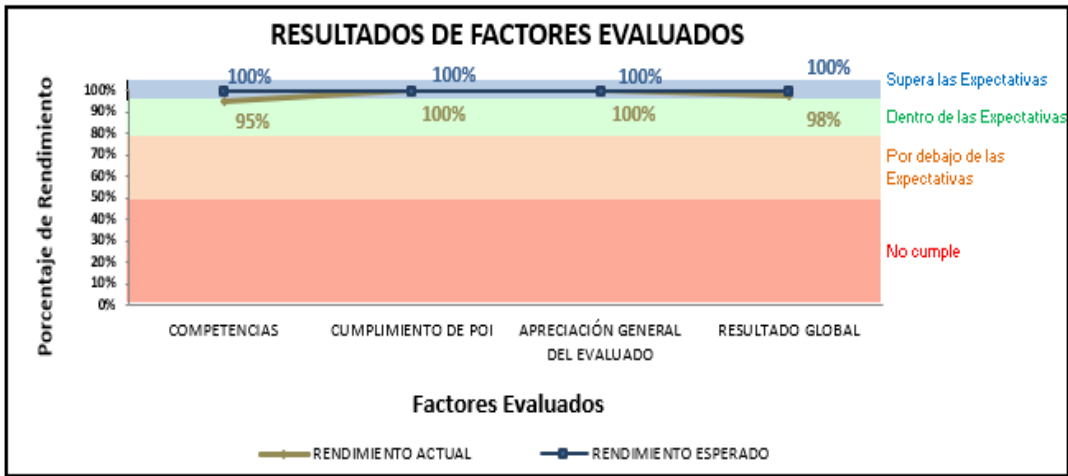 RESULTADOS DE FACTORES EVALUADOS
Porcentaje de Rendimiento
100%
90%
80%
70%
60%
50%
40%
30%
20%
10%
0%
100%
100%
100%
100%
95%
100%
100%
98%
Supera las Expectativas
Dentro de las Expectativas
Por debajo de las
Expectativas
No cumple
COMPETENCIAS
CUMPLIMIENTO DE POI
APRECIACIÓN GENERAL
DEL EVALUADO
RESULTADO GLOBAL
Factores Evaluados
RENDIMIENTO ACTUAL
RENDIMIENTO ESPERADO